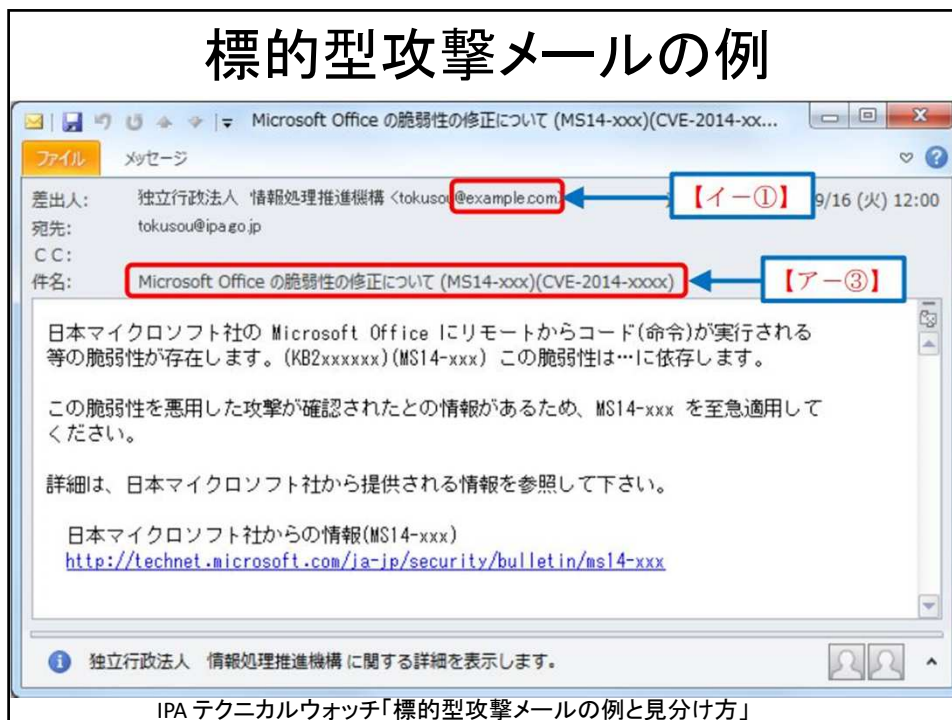 標的型攻撃メールの例
Microsoft Office の脆弱性の修正について (MS14-xxx)(CVE-2014-xx...
ファイル メッセージ
差出人: 独立行政法人 情報処理推進機構 <tokusou@example.com> 【イー①】 9/16 (火) 12:00
宛先: tokusou@ipa.go.jp
CC:
件名: Microsoft Office の脆弱性の修正について (MS14-xxx)(CVE-2014-xxxx) 【アー③】
日本マイクロソフト社の Microsoft Office にリモートからコード(命令)が実行される
等の脆弱性が存在します。(KB2xxxxxx)(MS14-xxx) この脆弱性は…に依存します。
この脆弱性を悪用した攻撃が確認されたとの情報があるため、MS14-xxx を至急適用して
ください。
詳細は、日本マイクロソフト社から提供される情報を参照して下さい。
日本マイクロソフト社からの情報(MS14-xxx)
http://technet.microsoft.com/ja-jp/security/bulletin/ms14-xxx
独立行政法人 情報処理推進機構 に関する詳細を表示します。
IPA テクニカルウォッチ「標的型攻撃メールの例と見分け方」